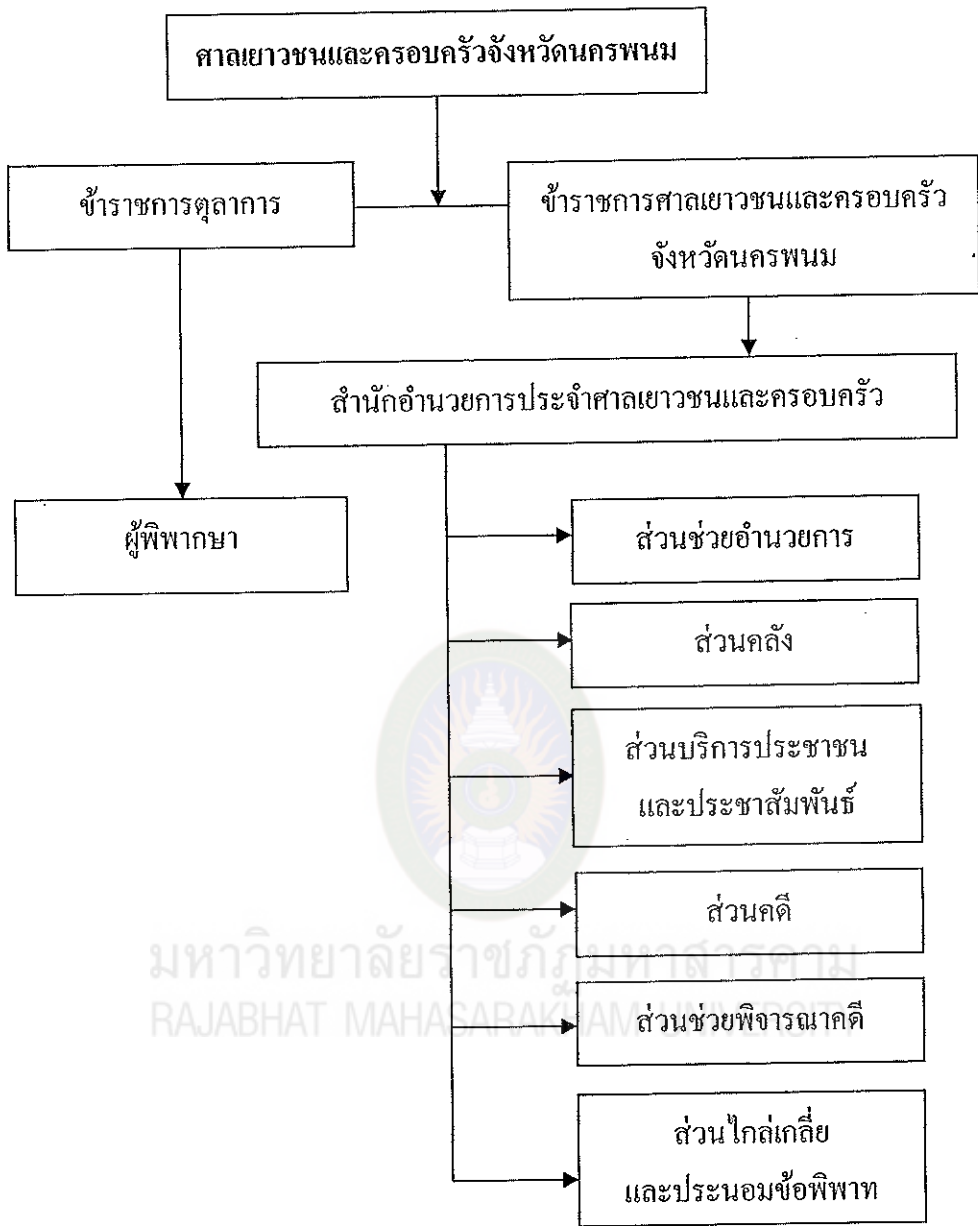 ศาลเยาวชนและครอบครัวจังหวัดนครพนม
ข้าราชการตุลาการ
ข้าราชการศาลเยาวชนและครอบครัว
จังหวัดนครพนม
สำนักอำนวยการประจำศาลเยาวชนและครอบครัว
ผู้พิพากษา
ส่วนช่วยอำนวยการ
ส่วนคลัง
ส่วนบริการประชาชน
และประชาสัมพันธ์
ส่วนคดี
มหาวิทยาลัยราชภัฏมหาสารคาม
RAJABHAT MAHASARAKHAM UNIVERSITY
ส่วนช่วยพิจารณาคดี
ส่วนไกล่เกลี่ย
และประนอมข้อพิพาท